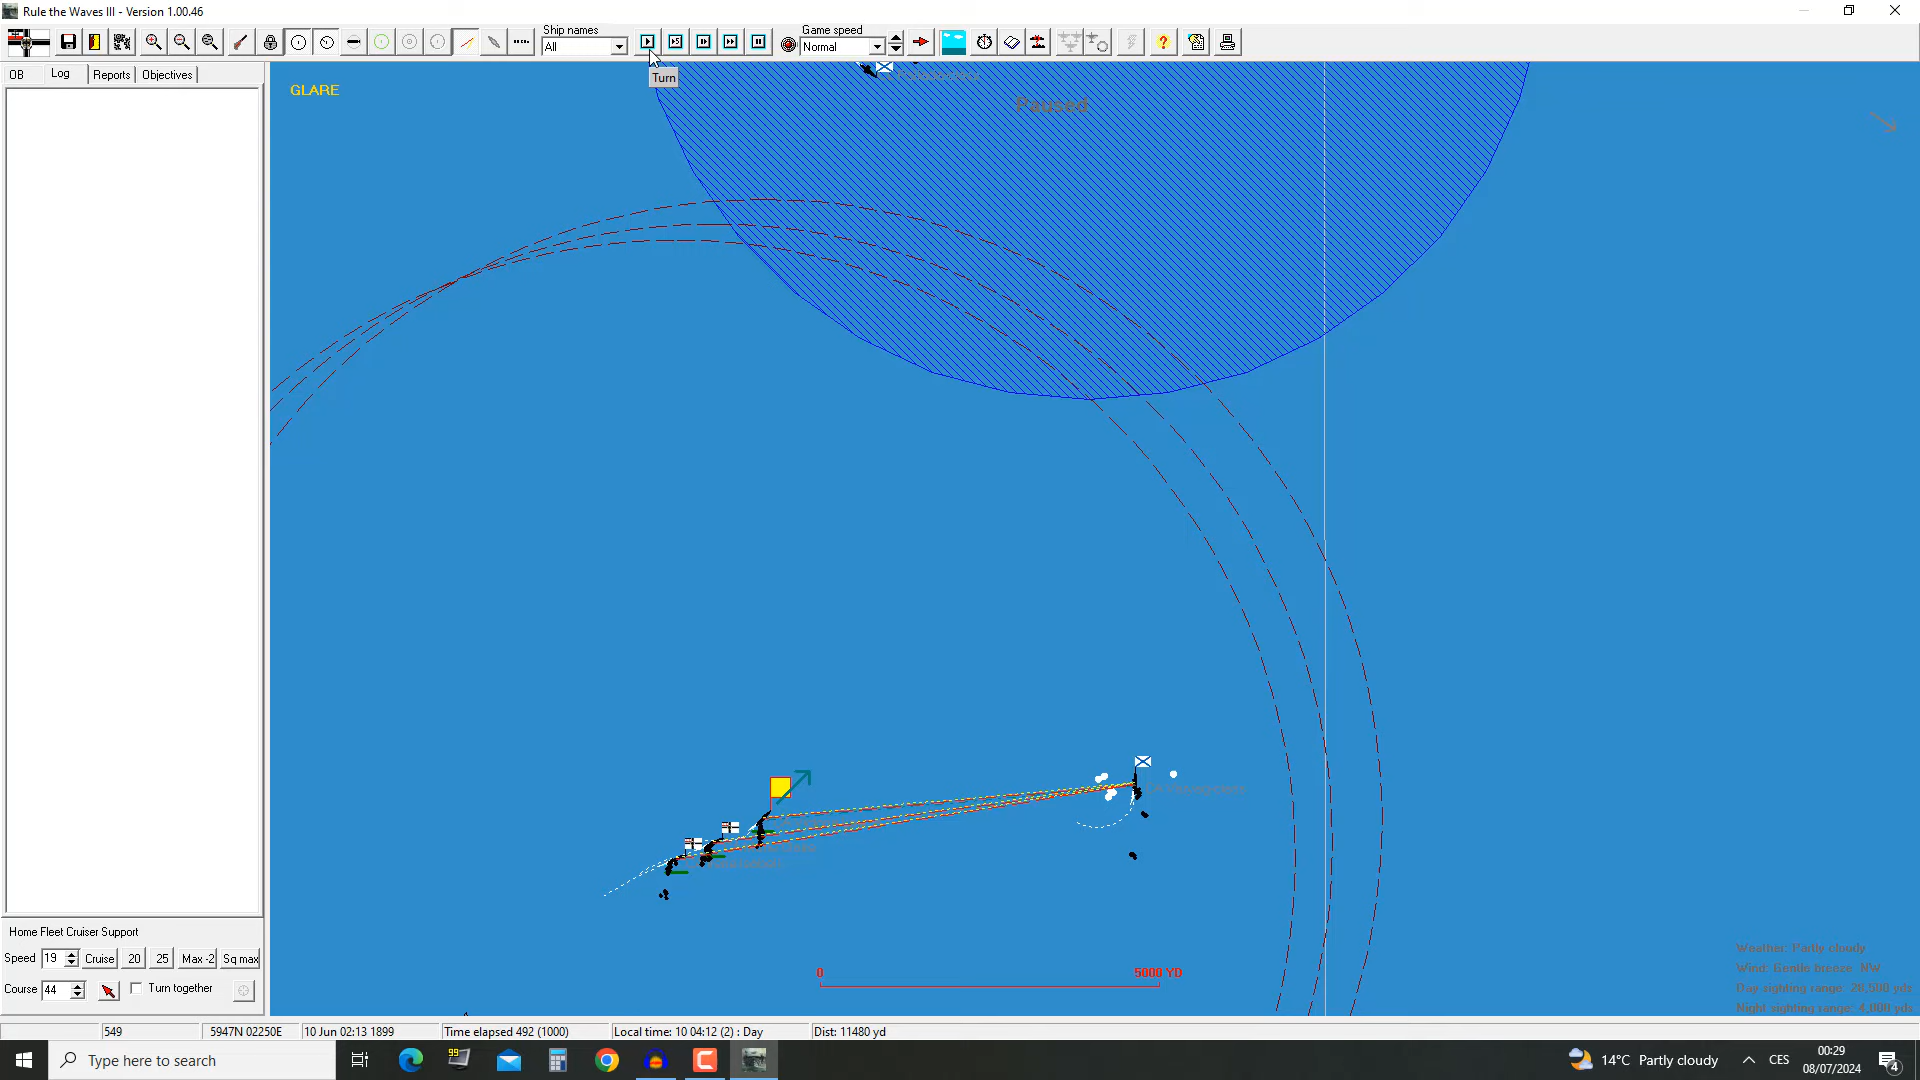 Rule the Waves III - Version 1.00.46
Ship names
All
Game speed
Normal
Turn
OB
Log
Reports
Objectives
GLARE
Paused
Home Fleet Cruiser Support
Speed 19 Cruise 20 25 Max -2 Sq max
Course 44 Turn together
0 5000 YD
Weather: Partly cloudy
Wind: Gentle breeze NW
Day sighting range: 28,500 yds
Night sighting range: 4,000 yds
549
5947N 02250E
10 Jun 02:13 1899
Time elapsed 492 (1000)
Local time: 10 04:12 (2) : Day
Dist: 11480 yd
Type here to search
99
14°C Partly cloudy
CES
00:29
08/07/2024
4